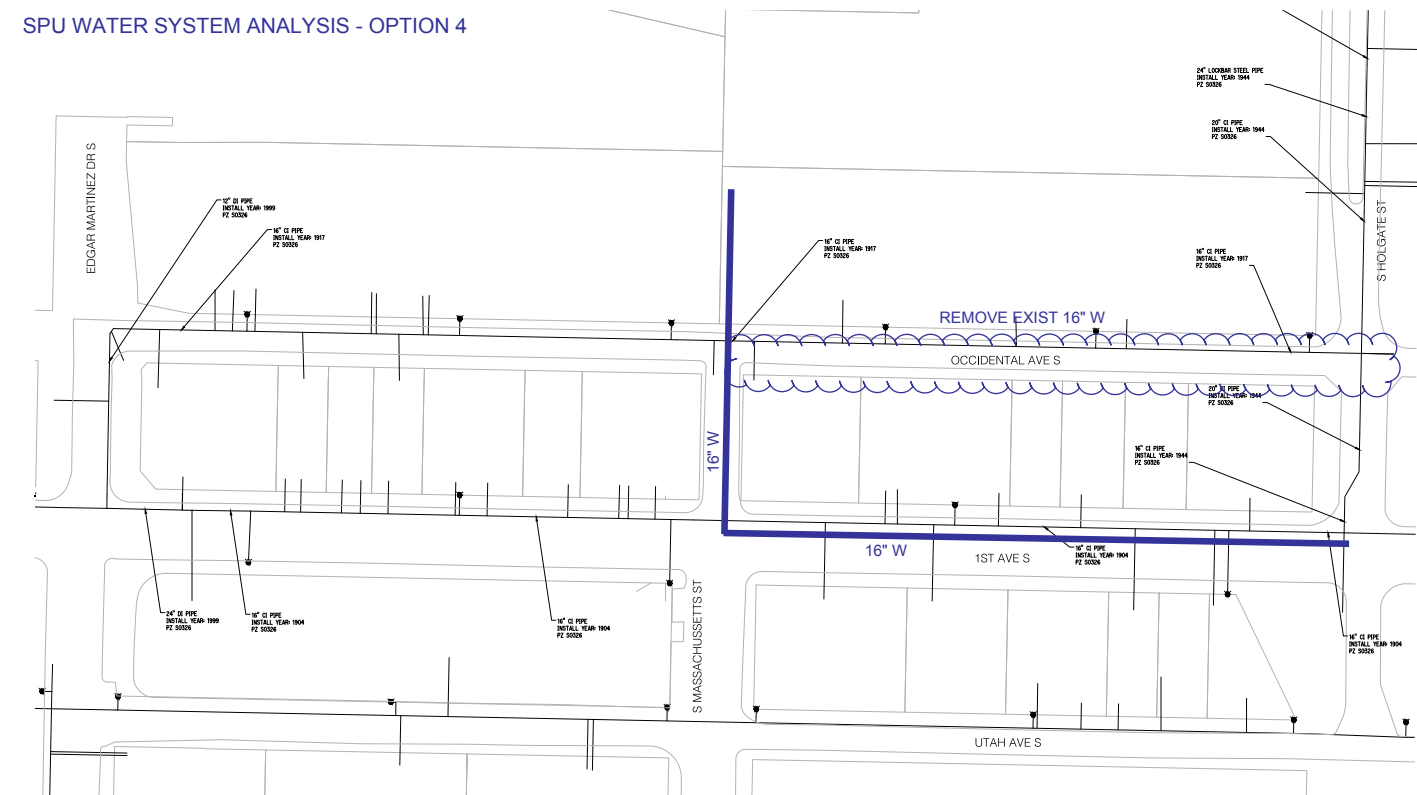 SPU WATER SYSTEM ANALYSIS - OPTION 4
24" LOCKBAR STEEL PIPE
INSTALL YEAR: 1944
PZ S0326
20" CI PIPE
INSTALL YEAR: 1944
PZ S0326
EDGAR MARTINEZ DR S
12" DI PIPE
INSTALL YEAR: 1999
PZ S0326
16" CI PIPE
INSTALL YEAR: 1917
PZ S0326
16" CI PIPE
INSTALL YEAR: 1917
PZ S0326
16" CI PIPE
INSTALL YEAR: 1917
PZ S0326
S HOLGATE ST
REMOVE EXIST 16" W
OCCIDENTAL AVE S
20" CI PIPE
INSTALL YEAR: 1944
PZ S0326
16" W
16" CI PIPE
INSTALL YEAR: 1944
PZ S0326
16" W
1ST AVE S
16" CI PIPE
INSTALL YEAR: 1904
PZ S0326
24" DI PIPE
INSTALL YEAR: 1999
PZ S0326
16" CI PIPE
INSTALL YEAR: 1904
PZ S0326
16" CI PIPE
INSTALL YEAR: 1904
PZ S0326
S MASSACHUSSETTS ST
16" CI PIPE
INSTALL YEAR: 1904
PZ S0326
UTAH AVE S